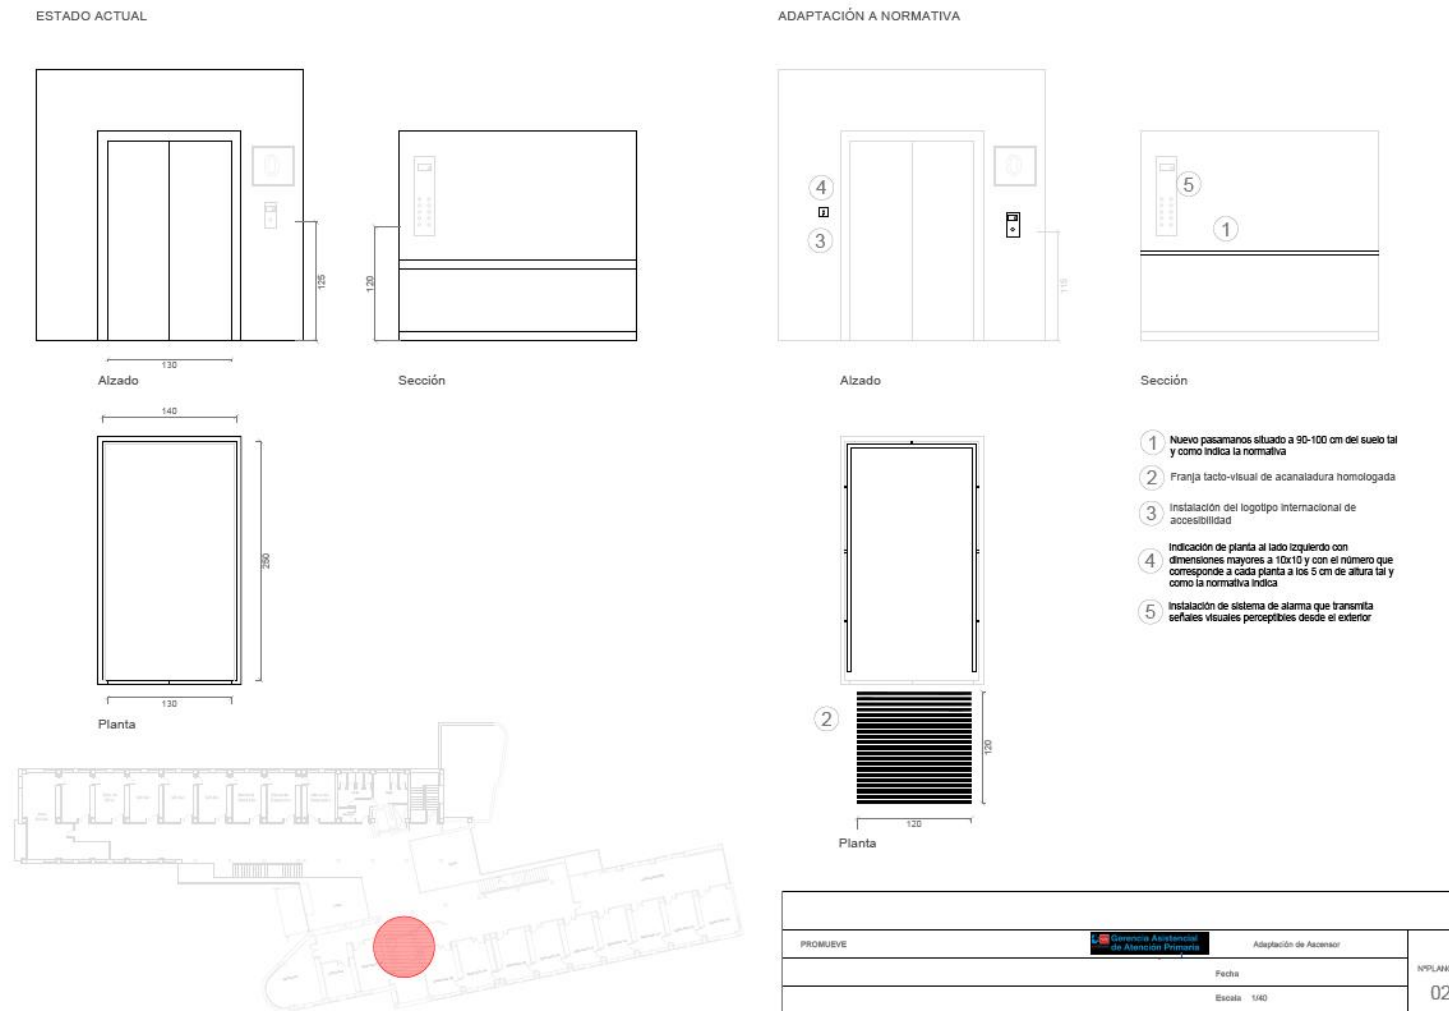 ESTADO ACTUAL
ADAPTACIÓN A NORMATIVA
125
120
130
Alzado
Sección
140
250
130
Planta
4
3
5
1
Alzado
Sección
1 Nuevo pasamanos situado a 90-100 cm del suelo tal
y como indica la normativa
2 Franja tacto-visual de acanaladura homologada
3 Instalación del logotipo internacional de
accesibilidad
4 Indicación de planta al lado izquierdo con
dimensiones mayores a 10x10 y con el número que
corresponde a cada planta a los 5 cm de altura tal y
como la normativa indica
5 Instalación de sistema de alarma que transmita
señales visuales perceptibles desde el exterior
2
120
120
Planta
PROMUEVE
Gerencia Asistencial
de Atención Primaria
Adaptación de Ascensor
Fecha
Escala 1/40
NºPLANO
02